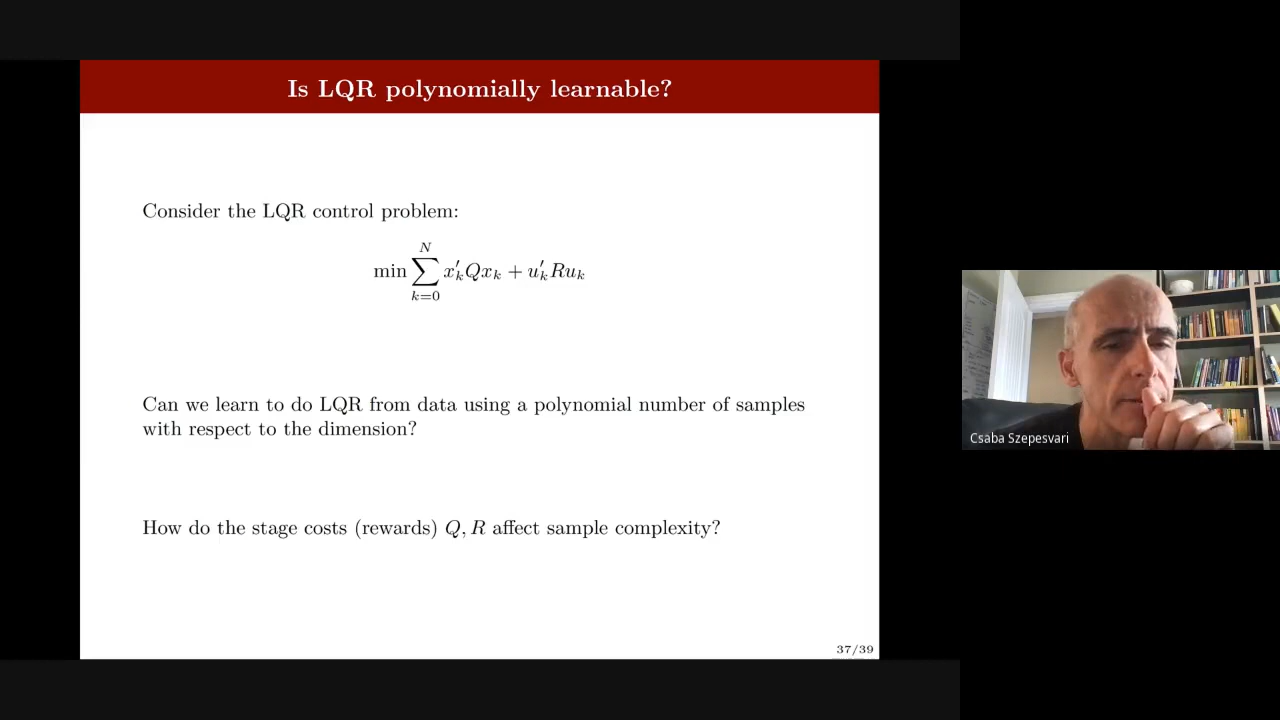 Is LQR polynomially learnable?
Consider the LQR control problem:
min ∑_{k=0}^{N} x'_k Q x_k + u'_k R u_k
Can we learn to do LQR from data using a polynomial number of samples
with respect to the dimension?
How do the stage costs (rewards) Q, R affect sample complexity?
37/39
Csaba Szepesvari